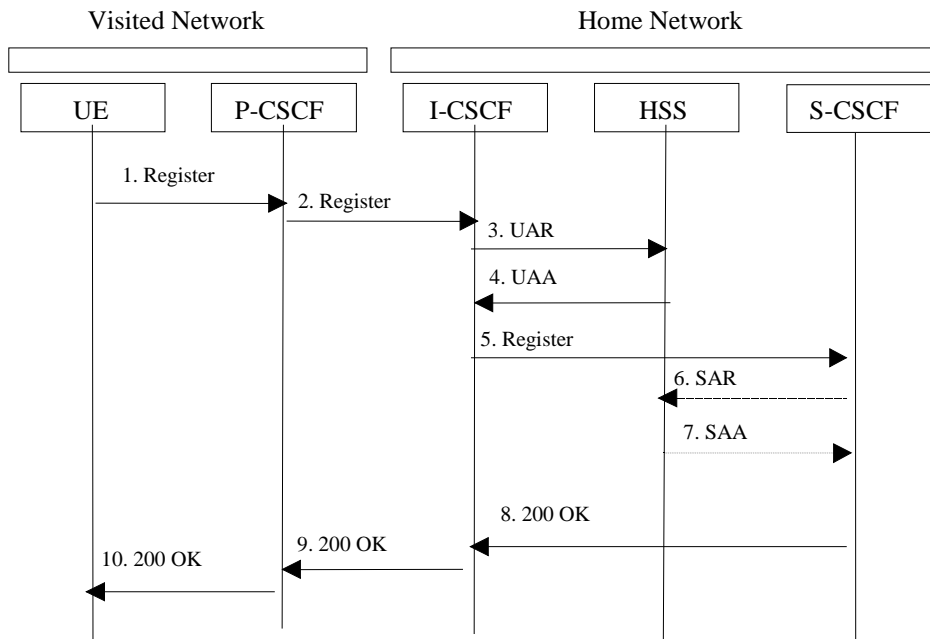 Visited Network
Home Network
UE
P-CSCF
I-CSCF
HSS
S-CSCF
1. Register
2. Register
3. UAR
4. UAA
5. Register
6. SAR
7. SAA
8. 200 OK
9. 200 OK
10. 200 OK